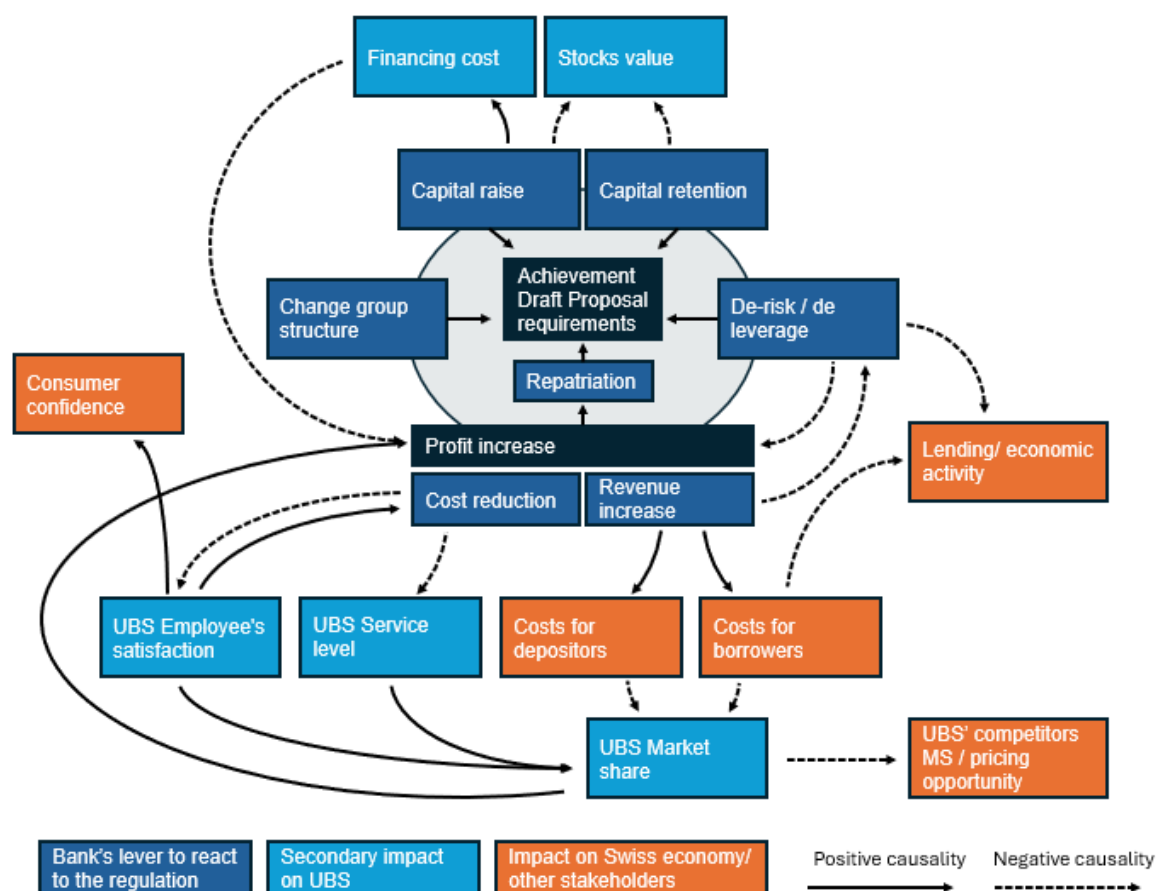 Financing cost
Stocks value
Capital raise
Capital retention
Achievement
Draft Proposal
requirements
Change group
structure
De-risk / de
leverage
Repatriation
Consumer
confidence
Profit increase
Lending/ economic
activity
Cost reduction
Revenue
increase
UBS Employee's
satisfaction
UBS Service
level
Costs for
depositors
Costs for
borrowers
UBS Market
share
UBS' competitors
MS / pricing
opportunity
Bank's lever to react
to the regulation
Secondary impact
on UBS
Impact on Swiss economy/
other stakeholders
Positive causality
Negative causality